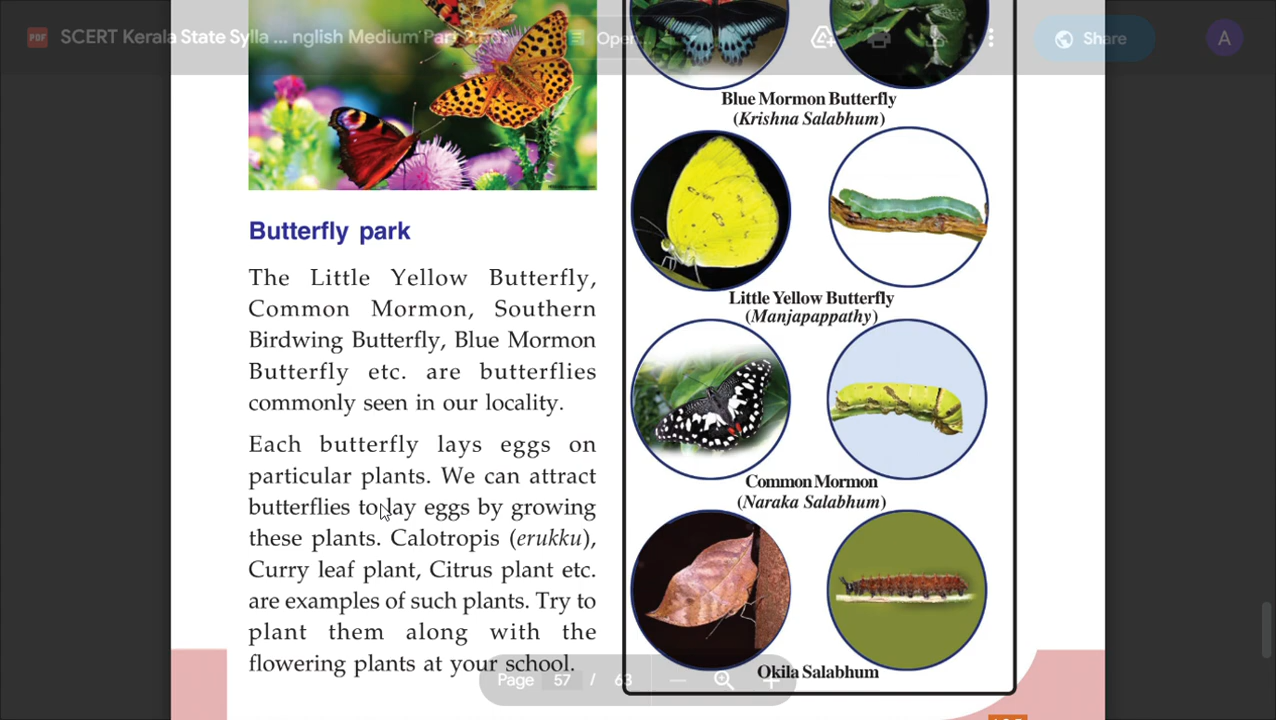 SCERT Kerala State Sylla ... nglish Medium Part 2.pdf
Open
Share
A
Butterfly park
The Little Yellow Butterfly,
Common Mormon, Southern
Birdwing Butterfly, Blue Mormon
Butterfly etc. are butterflies
commonly seen in our locality.
Each butterfly lays eggs on
particular plants. We can attract
butterflies to lay eggs by growing
these plants. Calotropis (erukku),
Curry leaf plant, Citrus plant etc.
are examples of such plants. Try to
plant them along with the
flowering plants at your school.
Blue Mormon Butterfly
(Krishna Salabhum)
Little Yellow Butterfly
(Manjapappathy)
Common Mormon
(Naraka Salabhum)
Okila Salabhum
Page 57 / 63